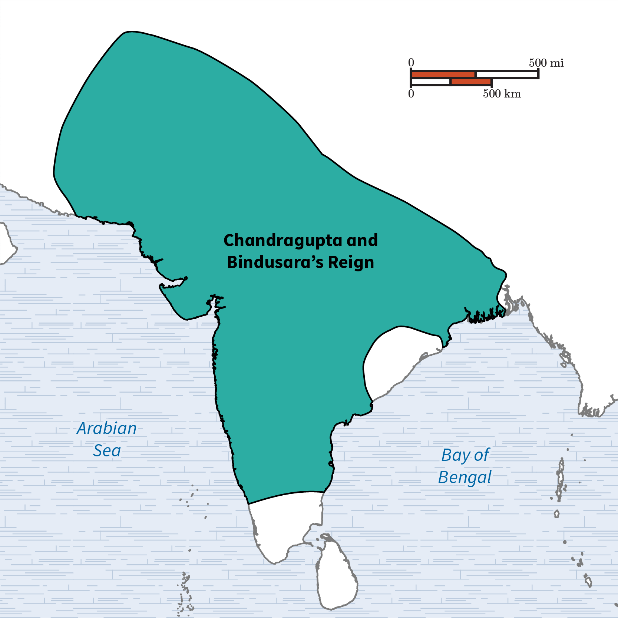 0 500 mi
0 500 km
Chandragupta and
Bindusara’s Reign
Arabian
Sea
Bay of
Bengal